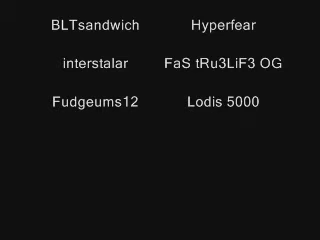 BLTsandwich Hyperfear
interstalar FaS tRu3LiF3 OG
Fudgeums12 Lodis 5000